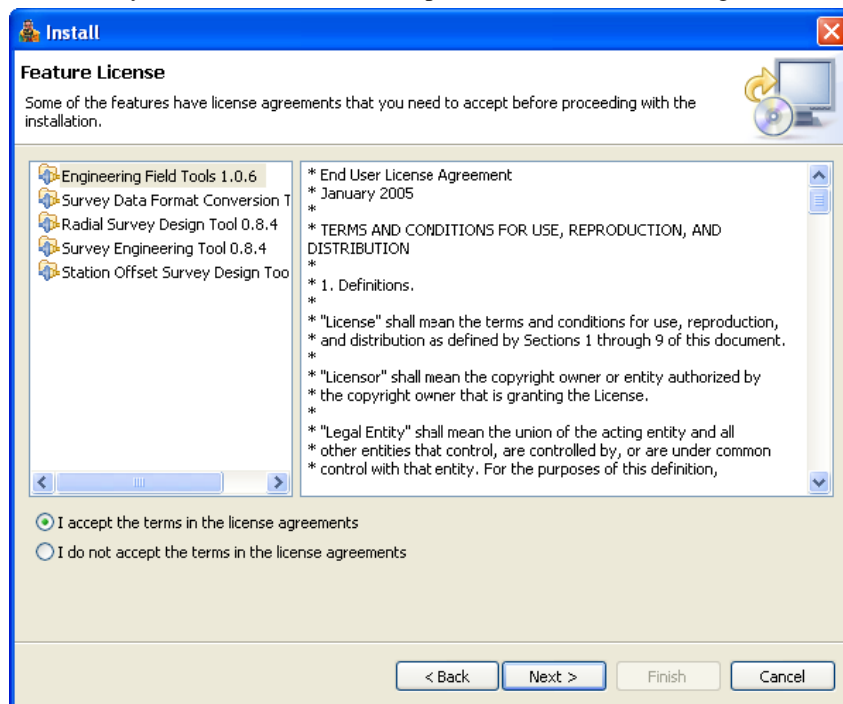 Install
Feature License
Some of the features have license agreements that you need to accept before proceeding with the
installation.
Engineering Field Tools 1.0.6
Survey Data Format Conversion T
Radial Survey Design Tool 0.8.4
Survey Engineering Tool 0.8.4
Station Offset Survey Design Too
* End User License Agreement
* January 2005
*
* TERMS AND CONDITIONS FOR USE, REPRODUCTION, AND
DISTRIBUTION
*
* 1. Definitions.
*
* "License" shall mean the terms and conditions for use, reproduction,
* and distribution as defined by Sections 1 through 9 of this document.
*
* "Licensor" shall mean the copyright owner or entity authorized by
* the copyright owner that is granting the License.
*
* "Legal Entity" shall mean the union of the acting entity and all
* other entities that control, are controlled by, or are under common
* control with that entity. For the purposes of this definition,
I accept the terms in the license agreements
I do not accept the terms in the license agreements
< Back
Next >
Finish
Cancel